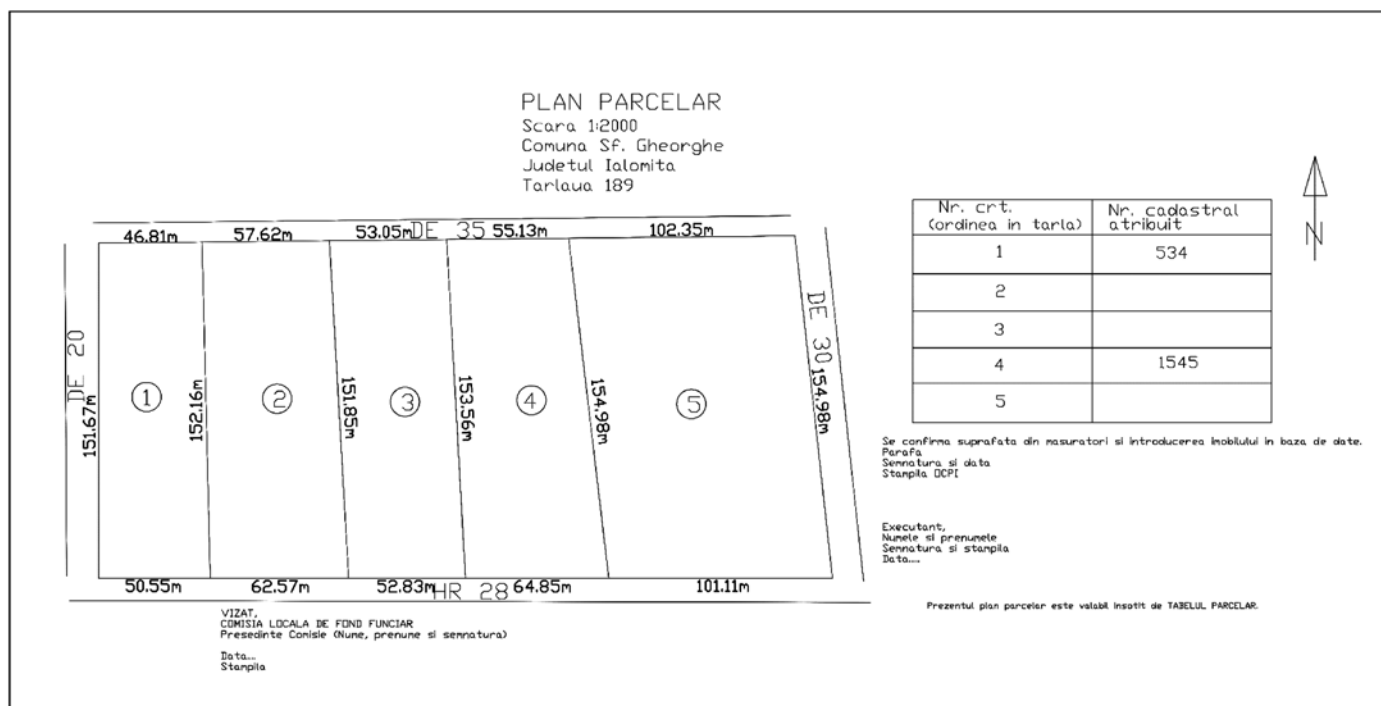 PLAN PARCELAR
Scara 1:2000
Comuna Sf. Gheorghe
Judetul Ialomita
Tarlaua 189
46.81m
57.62m
53.05m
DE 35
55.13m
102.35m
DE 20
151.67m
1
152.16m
2
151.85m
3
153.56m
4
154.98m
5
DE 30
154.98m
50.55m
62.57m
52.83m
HR 28
64.85m
101.11m
VIZAT,
COMISIA LOCALA DE FOND FUNCIAR
Presedinte Comisie (Nume, prenume si semnatura)
Data....
Stampila
Nr. crt.
(ordinea in tarla)
Nr. cadastral
atribuit
1 534
2
3
4 1545
5
N
Se confirma suprafata din masuratori si introducerea imobilului in baza de date.
Parafa
Semnatura si data
Stampila OCPI
Executant,
Numele si prenumele
Semnatura si stampila
Data....
Prezentul plan parcelar este valabil insotit de TABELUL PARCELAR.